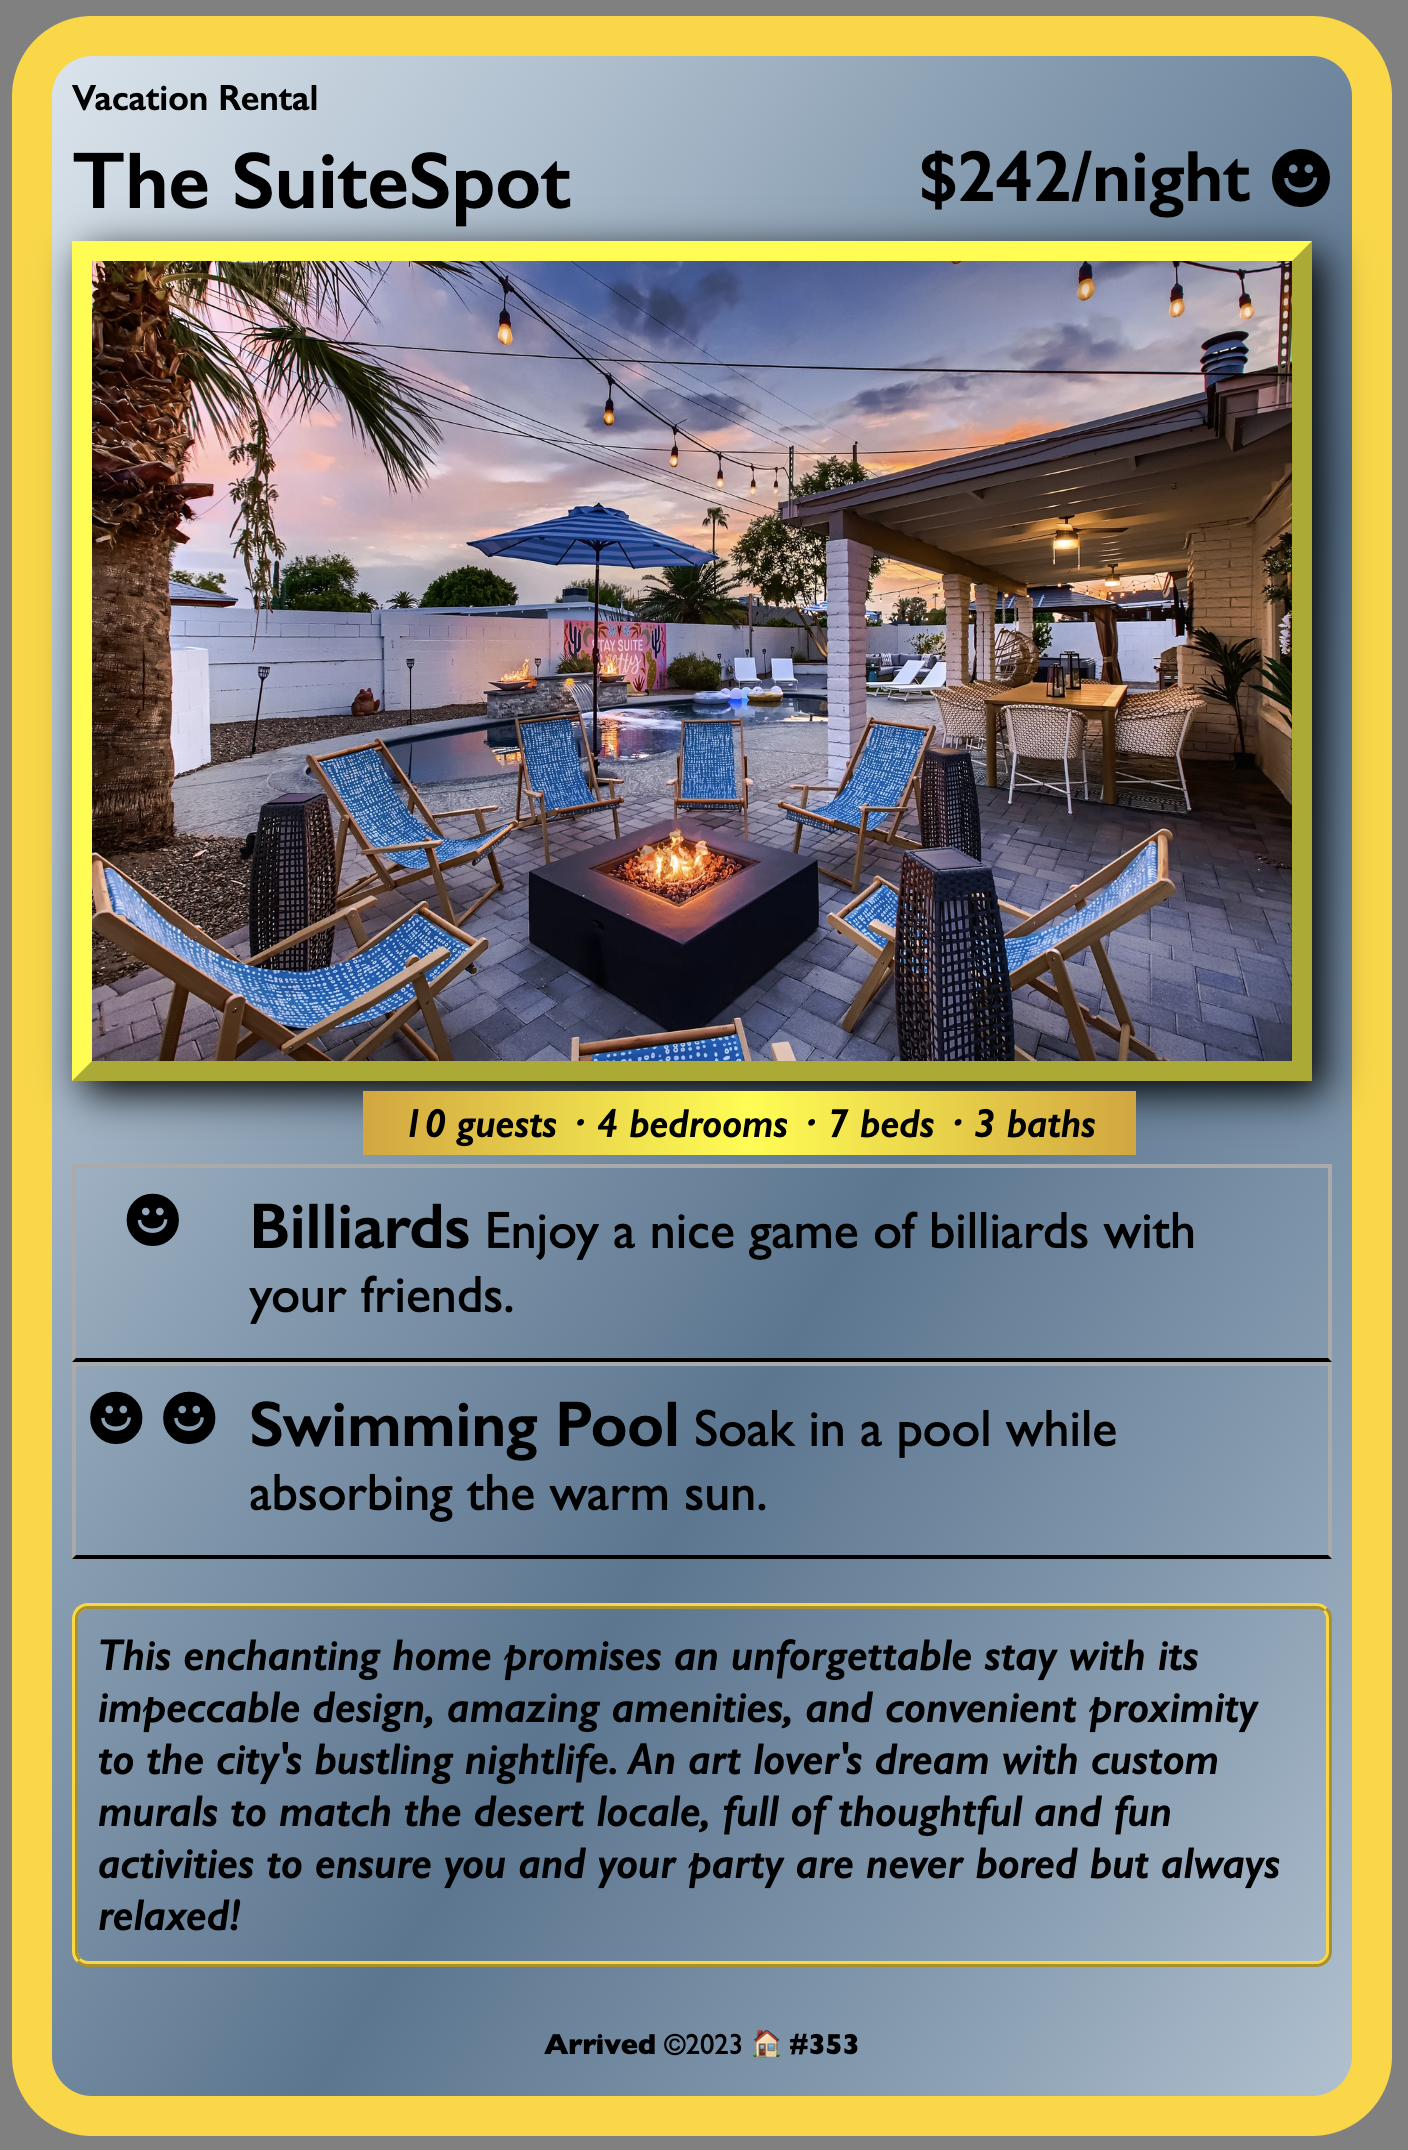 Vacation Rental
The SuiteSpot
$242/night
STAY SUITE
10 guests · 4 bedrooms · 7 beds · 3 baths
Billiards Enjoy a nice game of billiards with
your friends.
Swimming Pool Soak in a pool while
absorbing the warm sun.
This enchanting home promises an unforgettable stay with its
impeccable design, amazing amenities, and convenient proximity
to the city's bustling nightlife. An art lover's dream with custom
murals to match the desert locale, full of thoughtful and fun
activities to ensure you and your party are never bored but always
relaxed!
Arrived ©2023 🏠 #353